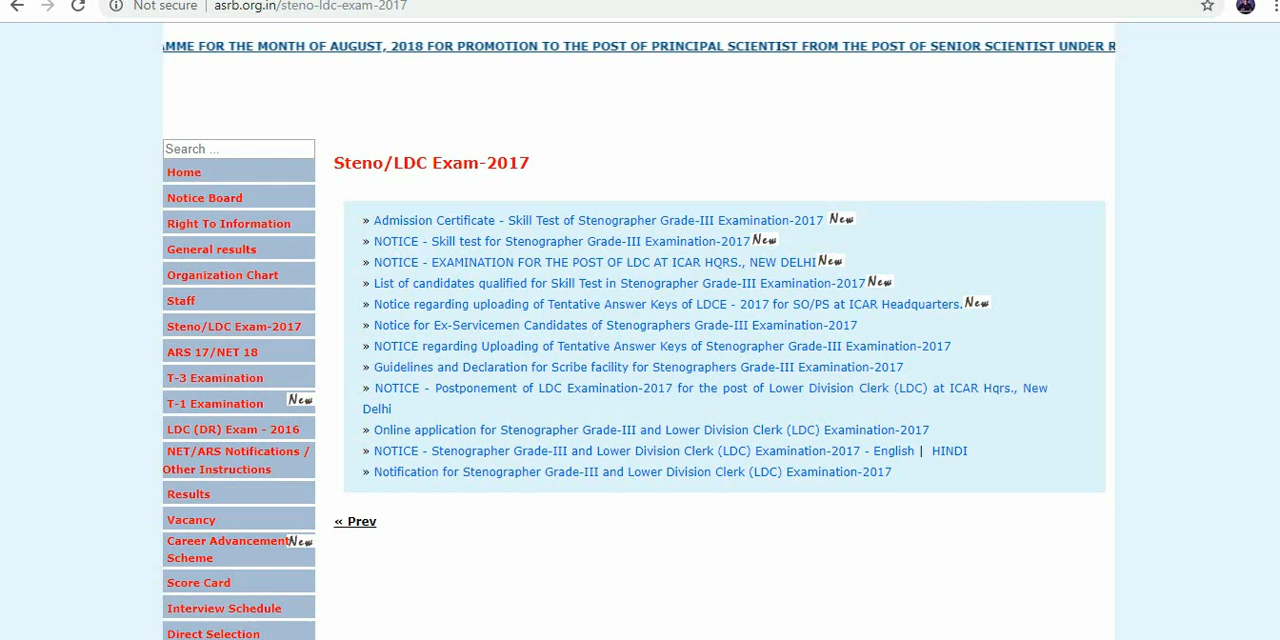 Not secure | asrb.org.in/steno-ldc-exam-2017
AMME FOR THE MONTH OF AUGUST, 2018 FOR PROMOTION TO THE POST OF PRINCIPAL SCIENTIST FROM THE POST OF SENIOR SCIENTIST UNDER R
Search ...
Home
Notice Board
Right To Information
General results
Organization Chart
Staff
Steno/LDC Exam-2017
ARS 17/NET 18
T-3 Examination
T-1 Examination New
LDC (DR) Exam - 2016
NET/ARS Notifications /
Other Instructions
Results
Vacancy
Career Advancement New
Scheme
Score Card
Interview Schedule
Direct Selection
Steno/LDC Exam-2017
» Admission Certificate - Skill Test of Stenographer Grade-III Examination-2017 New
» NOTICE - Skill test for Stenographer Grade-III Examination-2017 New
» NOTICE - EXAMINATION FOR THE POST OF LDC AT ICAR HQRS., NEW DELHI New
» List of candidates qualified for Skill Test in Stenographer Grade-III Examination-2017 New
» Notice regarding uploading of Tentative Answer Keys of LDCE - 2017 for SO/PS at ICAR Headquarters. New
» Notice for Ex-Servicemen Candidates of Stenographers Grade-III Examination-2017
» NOTICE regarding Uploading of Tentative Answer Keys of Stenographer Grade-III Examination-2017
» Guidelines and Declaration for Scribe facility for Stenographers Grade-III Examination-2017
» NOTICE - Postponement of LDC Examination-2017 for the post of Lower Division Clerk (LDC) at ICAR Hqrs., New
Delhi
» Online application for Stenographer Grade-III and Lower Division Clerk (LDC) Examination-2017
» NOTICE - Stenographer Grade-III and Lower Division Clerk (LDC) Examination-2017 - English | HINDI
» Notification for Stenographer Grade-III and Lower Division Clerk (LDC) Examination-2017
« Prev